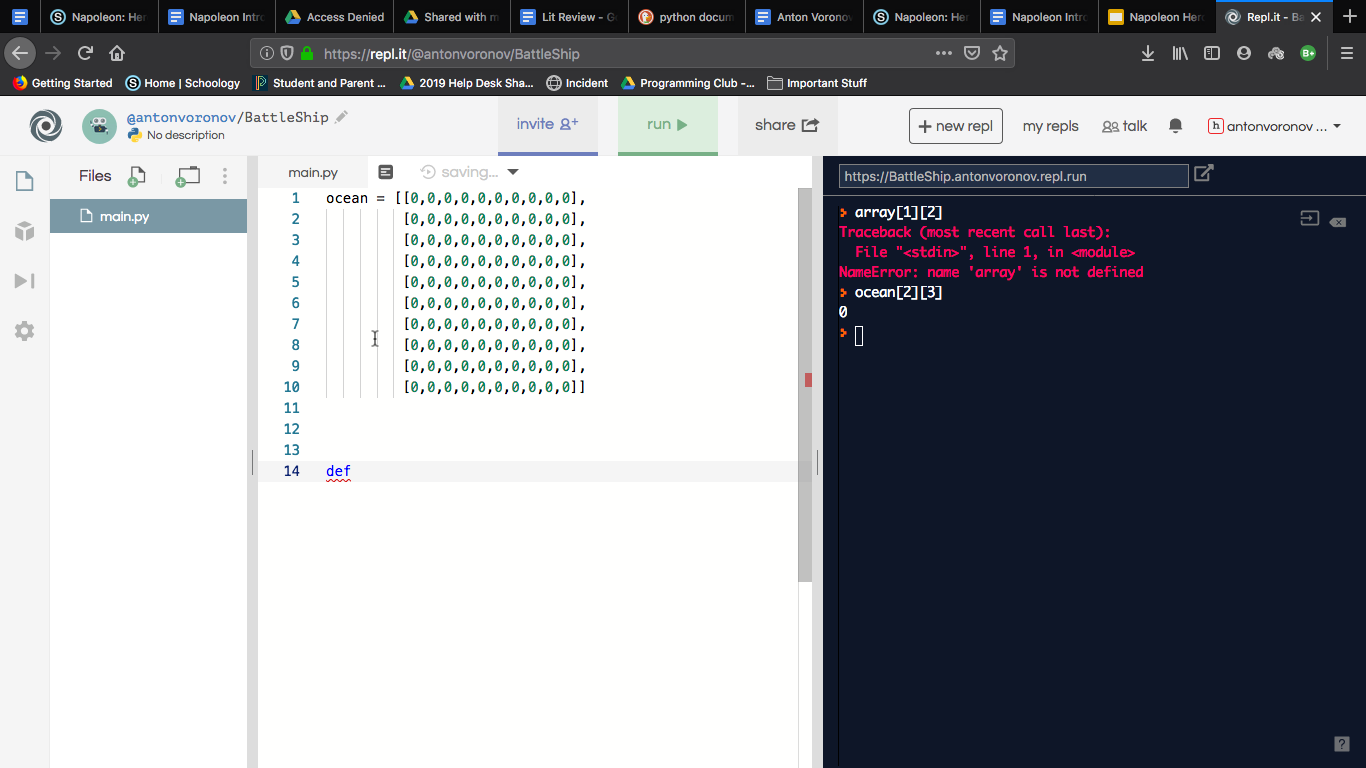 Napoleon: Her
Napoleon Intro
Access Denied
Shared with m
Lit Review - Go
python docum
Anton Voronov
Napoleon: Her
Napoleon Intro
Napoleon Hero
Repl.it - Ba
https://repl.it/@antonvoronov/BattleShip
Getting Started
Home | Schoology
Student and Parent ...
2019 Help Desk Sha...
Incident
Programming Club -...
Important Stuff
@antonvoronov/BattleShip
No description
invite
run
share
+ new repl
my repls
talk
h antonvoronov ...
Files
main.py
main.py
saving...
1 ocean = [[0,0,0,0,0,0,0,0,0,0],
2 [0,0,0,0,0,0,0,0,0,0],
3 [0,0,0,0,0,0,0,0,0,0],
4 [0,0,0,0,0,0,0,0,0,0],
5 [0,0,0,0,0,0,0,0,0,0],
6 [0,0,0,0,0,0,0,0,0,0],
7 [0,0,0,0,0,0,0,0,0,0],
8 [0,0,0,0,0,0,0,0,0,0],
9 [0,0,0,0,0,0,0,0,0,0],
10 [0,0,0,0,0,0,0,0,0,0]]
11
12
13
14 def
https://BattleShip.antonvoronov.repl.run
array[1][2]
Traceback (most recent call last):
File "<stdin>", line 1, in <module>
NameError: name 'array' is not defined
ocean[2][3]
0
?